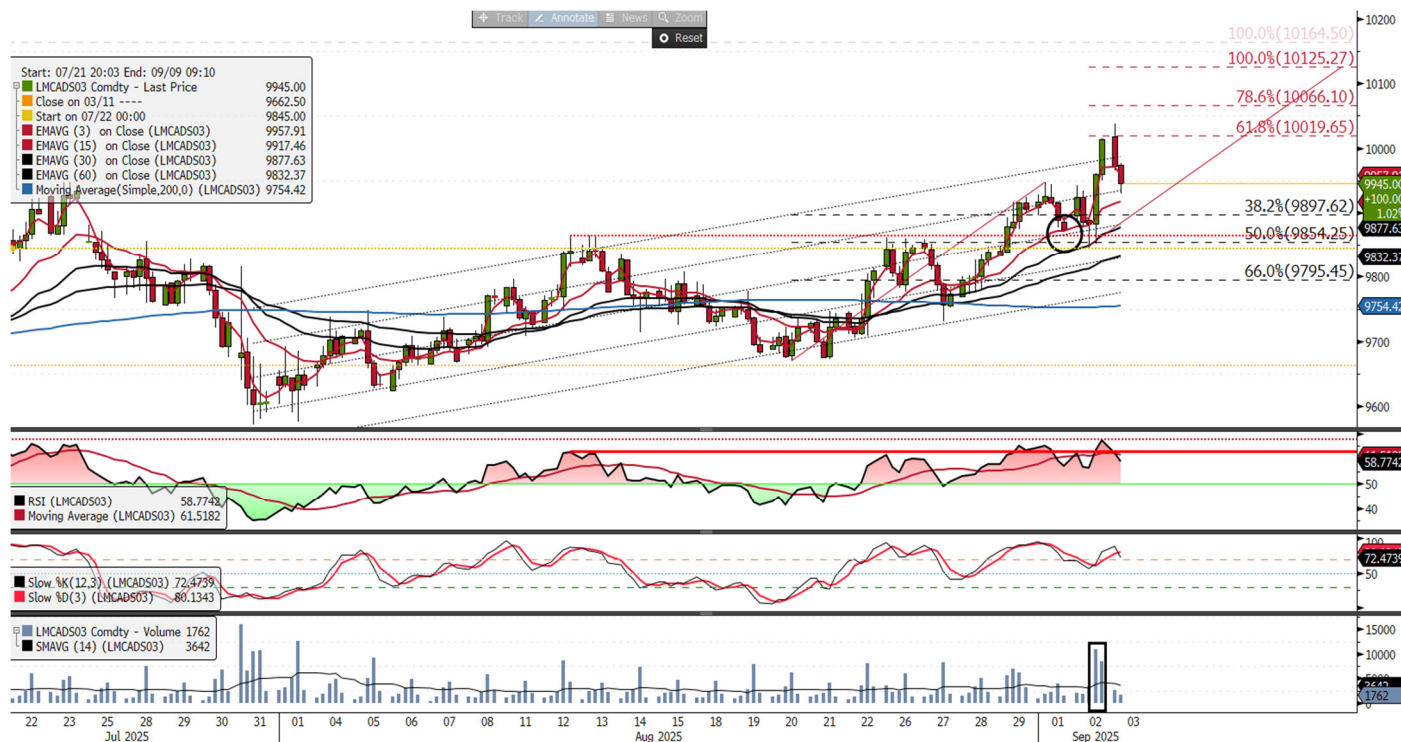 Track Annotate News Zoom
Reset
10200
100.0%(10164.50)
100.0%(10125.27)
10100
78.6%(10066.10)
61.8%(10019.65)
10000
9945.00
+100.00
1.02%
38.2%(9897.62)
9877.63
50.0%(9854.25)
9832.37
9800
66.0%(9795.45)
9754.42
9700
9600
Start: 07/21 20:03 End: 09/09 09:10
LMCADS03 Comdty - Last Price 9945.00
Close on 03/11 ---- 9662.50
Start on 07/22 00:00 9845.00
EMAVG (3) on Close (LMCADS03) 9957.91
EMAVG (15) on Close (LMCADS03) 9917.46
EMAVG (30) on Close (LMCADS03) 9877.63
EMAVG (60) on Close (LMCADS03) 9832.37
Moving Average(Simple,200,0) (LMCADS03) 9754.42
58.7742
50
40
RSI (LMCADS03) 58.7742
Moving Average (LMCADS03) 61.5182
100
72.4739
50
0
Slow %K(12,3) (LMCADS03) 72.4739
Slow %D(3) (LMCADS03) 80.1343
LMCADS03 Comdty - Volume 1762
SMAVG (14) (LMCADS03) 3642
15000
10000
3642
1762
22 23 24 25 28 29 30 31 01 04 05 06 07 08 11 12 13 14 15 18 19 20 21 22 26 27 28 29 01 02 03
Jul 2025 Aug 2025 Sep 2025